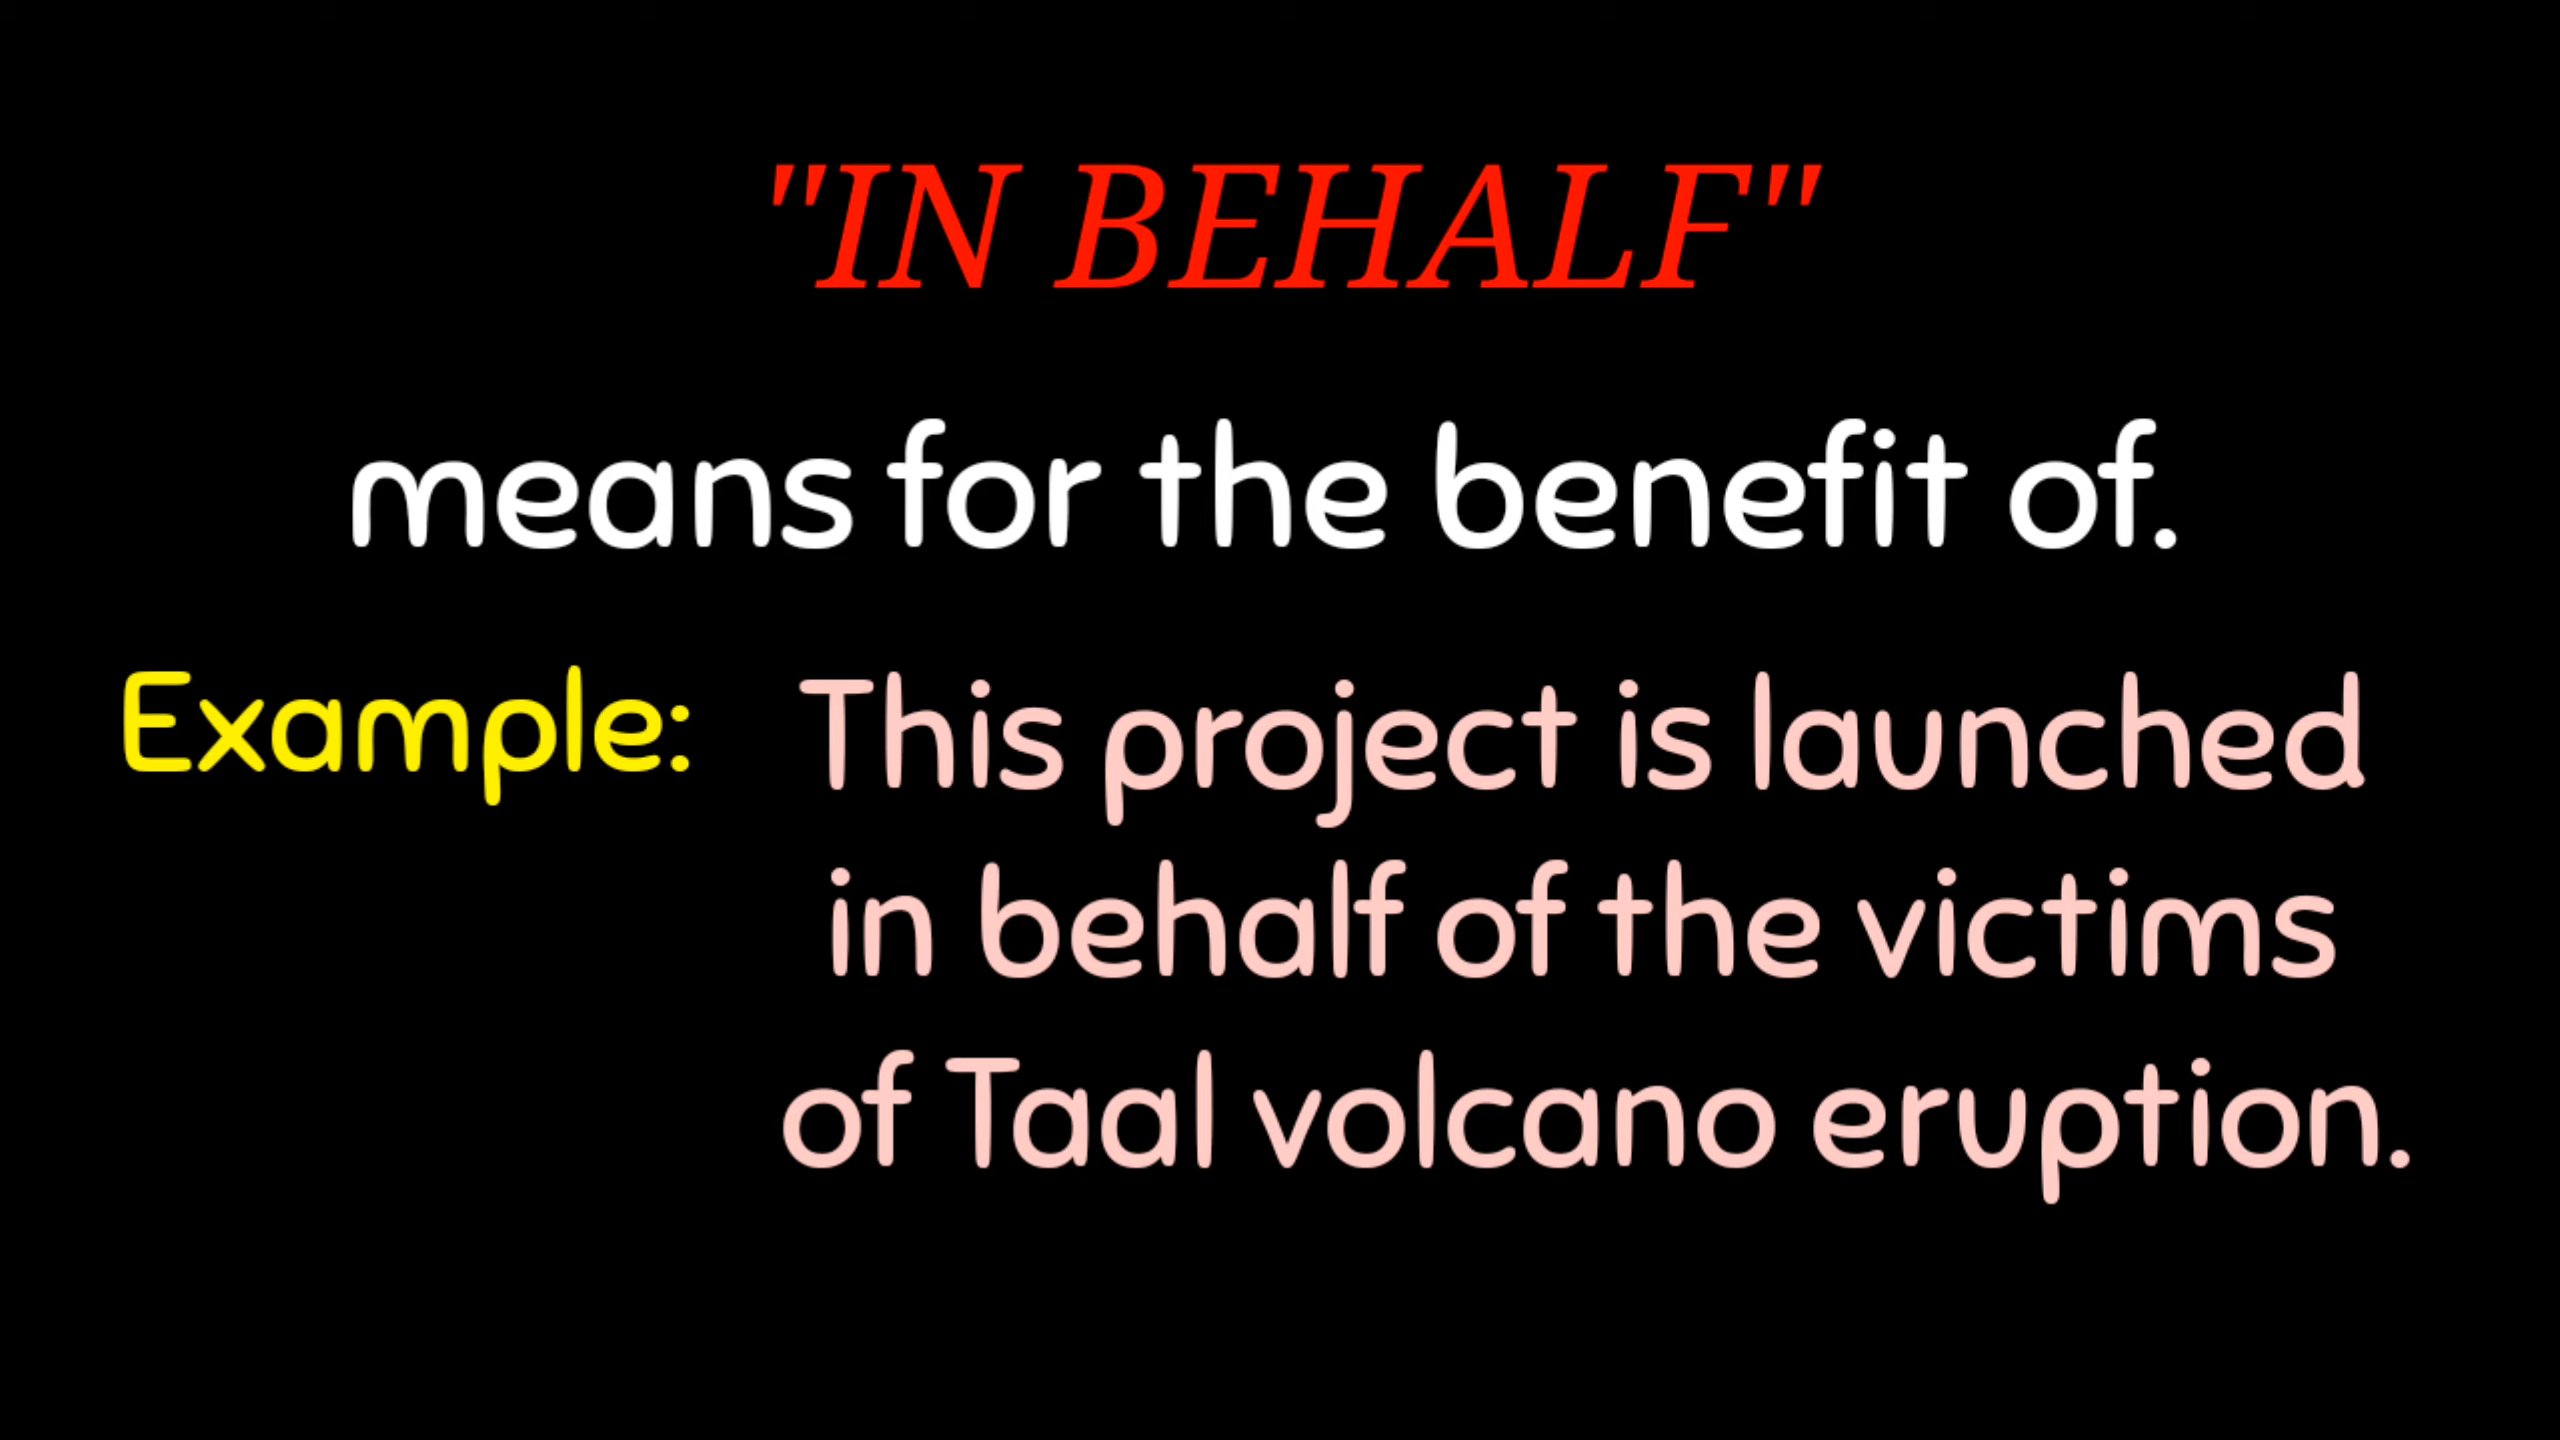 "IN BEHALF"
means for the benefit of.
Example: This project is launched
in behalf of the victims
of Taal volcano eruption.